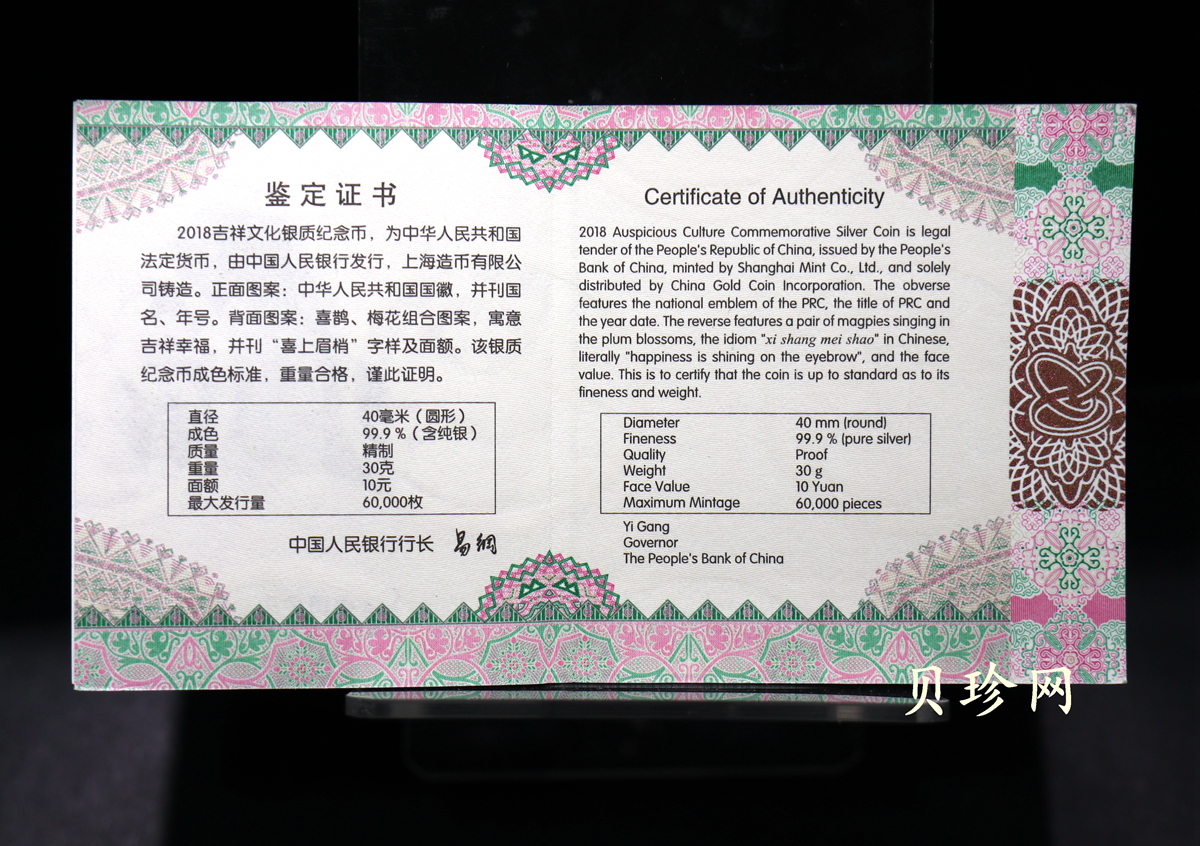 鉴定证书
2018吉祥文化银质纪念币，为中华人民共和国
法定货币，由中国人民银行发行，上海造币有限公
司铸造。正面图案：中华人民共和国国徽，并刊国
名、年号。背面图案：喜鹊、梅花组合图案，寓意
吉祥幸福，并刊“喜上眉梢”字样及面额。该银质
纪念币成色标准，重量合格，谨此证明。
直径 40毫米（圆形）
成色 99.9％（含纯银）
质量 精制
重量 30克
面额 10元
最大发行量 60,000枚
中国人民银行行长 易纲
Certificate of Authenticity
2018 Auspicious Culture Commemorative Silver Coin is legal
tender of the People's Republic of China, issued by the People's
Bank of China, minted by Shanghai Mint Co., Ltd., and solely
distributed by China Gold Coin Incorporation. The obverse
features the national emblem of the PRC, the title of PRC and
the year date. The reverse features a pair of magpies singing in
the plum blossoms, the idiom "xi shang mei shao" in Chinese,
literally "happiness is shining on the eyebrow", and the face
value. This is to certify that the coin is up to standard as to its
fineness and weight.
Diameter 40 mm (round)
Fineness 99.9 % (pure silver)
Quality Proof
Weight 30 g
Face Value 10 Yuan
Maximum Mintage 60,000 pieces
Yi Gang
Governor
The People's Bank of China
贝珍网